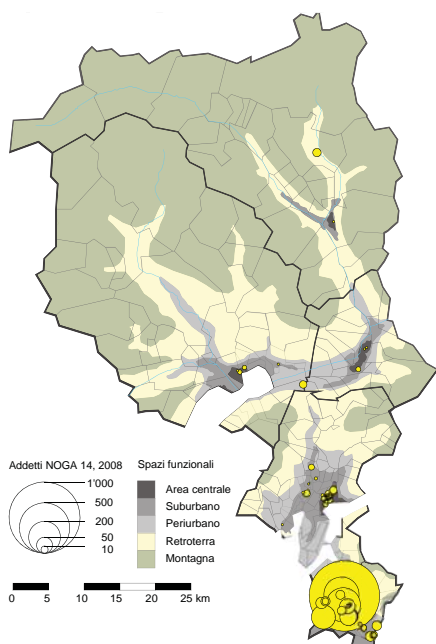 Addetti NOGA 14, 2008
1'000
500
200
50
10
Spazi funzionali
Area centrale
Suburbano
Periurbano
Retroterra
Montagna
0 5 10 15 20 25 km